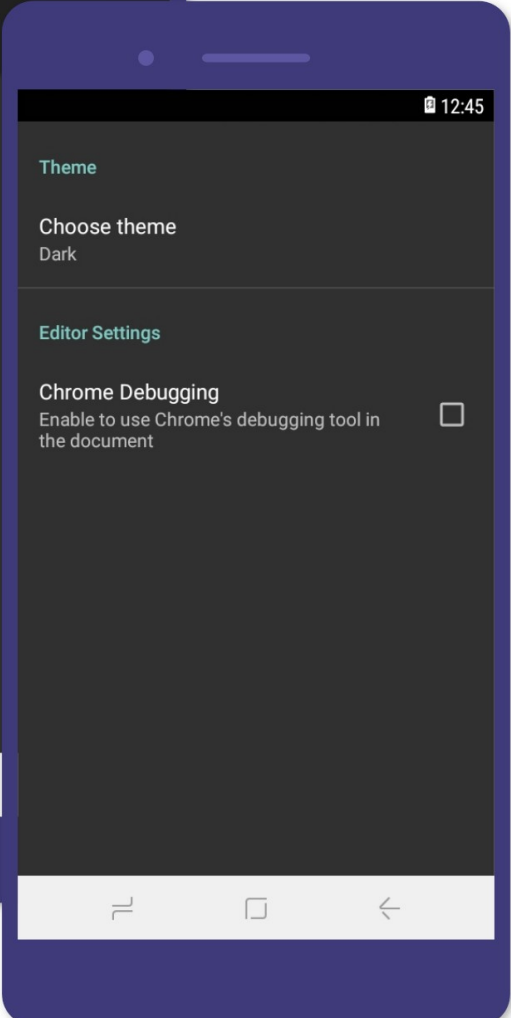 12:45
Theme
Choose theme
Dark
Editor Settings
Chrome Debugging
Enable to use Chrome's debugging tool in
the document